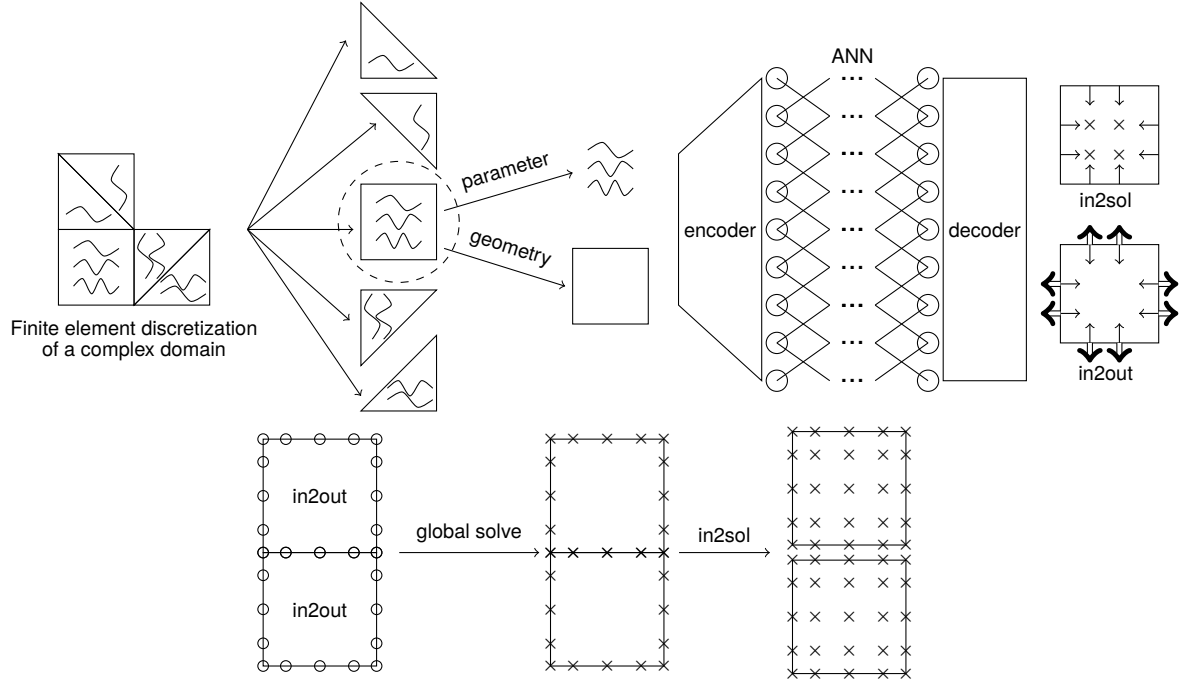 ANN
...
...
...
parameter
...
in2sol
encoder
...
decoder
geometry
...
...
Finite element discretization
of a complex domain
...
in2out
...
in2out
global solve
in2sol
in2out